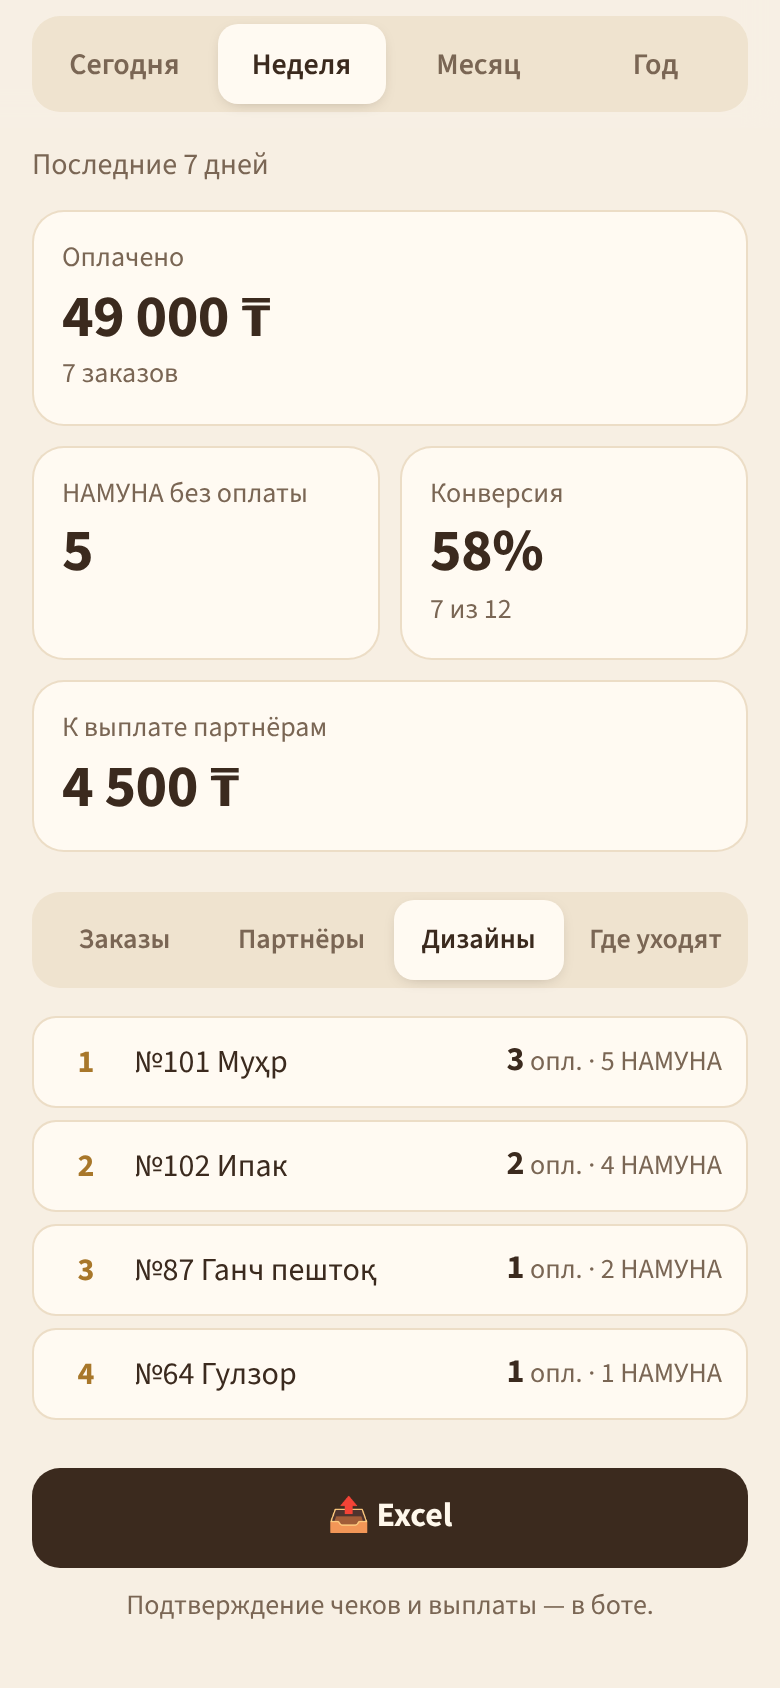 Сегодня Неделя Месяц Год
Последние 7 дней
Оплачено
49 000 ₸
7 заказов
НАМУНА без оплаты
5
Конверсия
58%
7 из 12
К выплате партнёрам
4 500 ₸
Заказы Партнёры Дизайны Где уходят
1 №101 Муҳр 3 опл. · 5 НАМУНА
2 №102 Ипак 2 опл. · 4 НАМУНА
3 №87 Ганч пештоқ 1 опл. · 2 НАМУНА
4 №64 Гулзор 1 опл. · 1 НАМУНА
📤 Excel
Подтверждение чеков и выплаты — в боте.